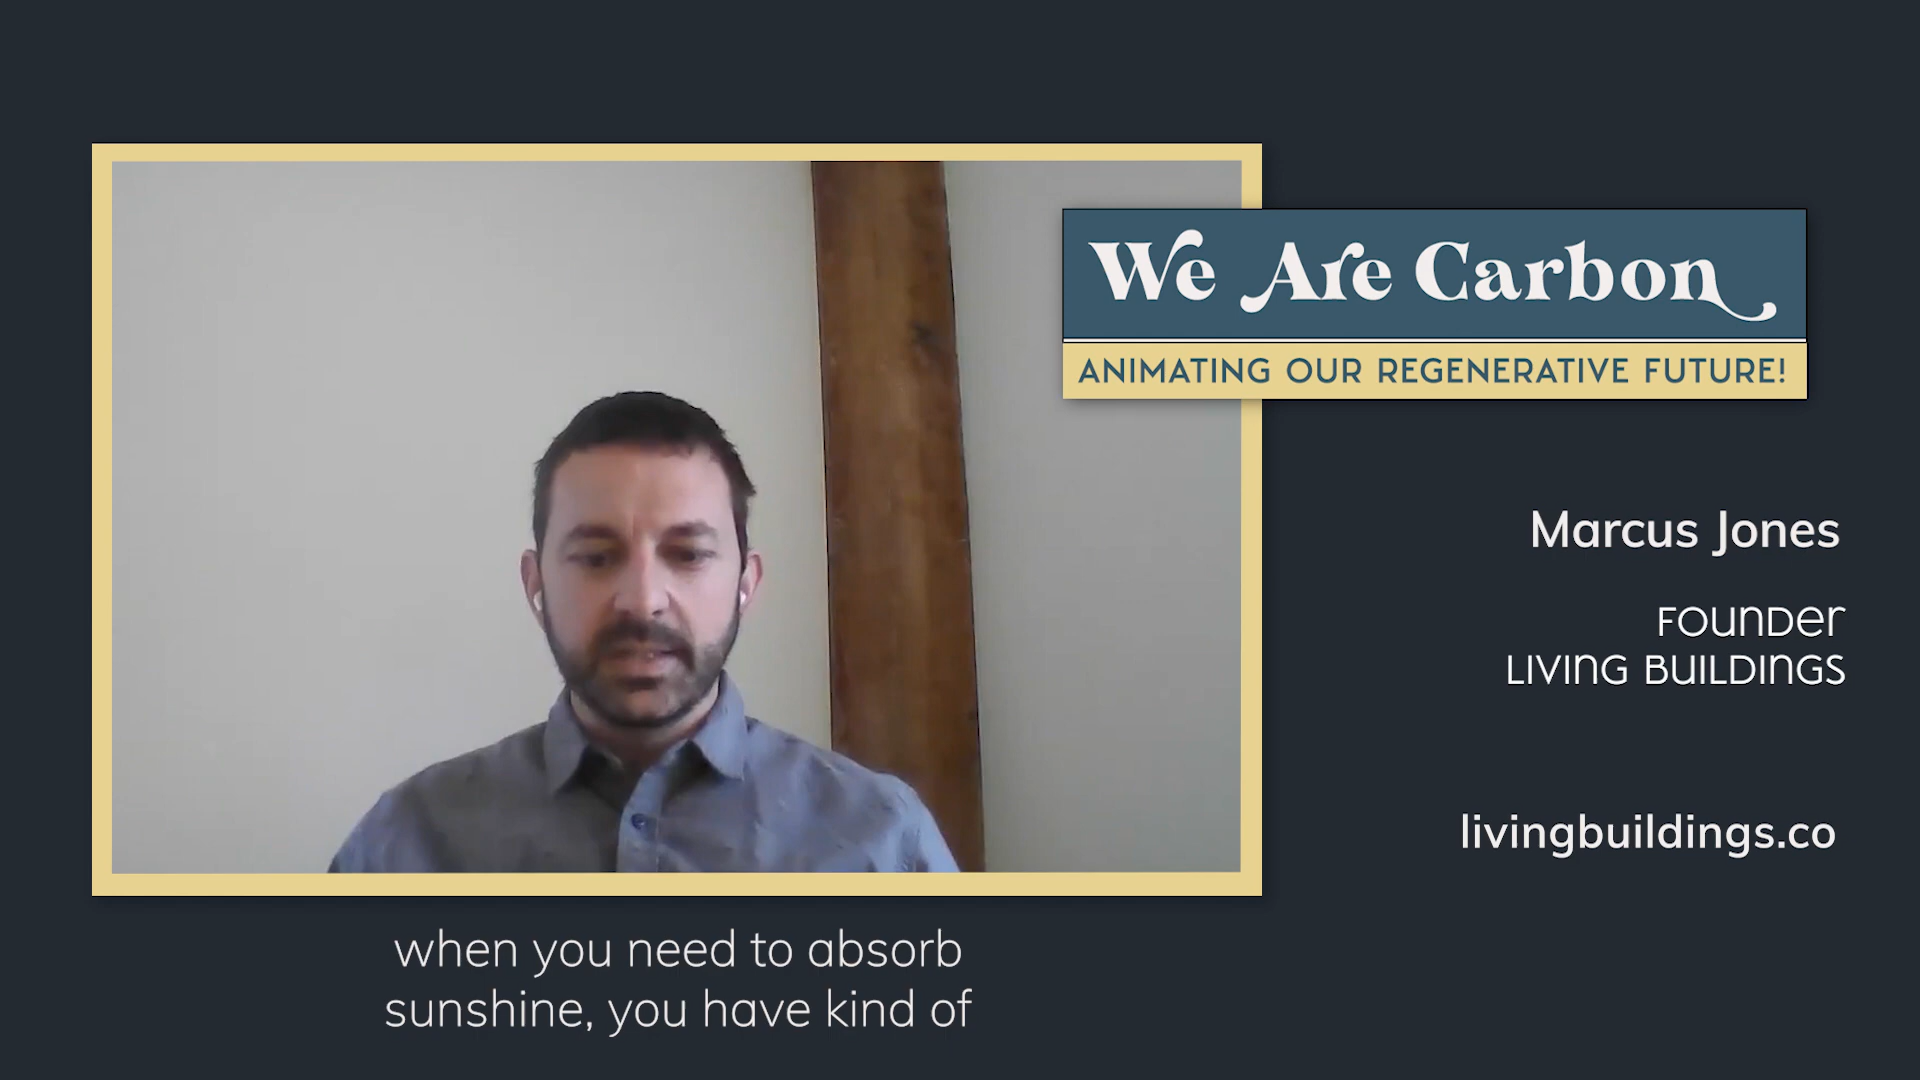 We Are Carbon
ANIMATING OUR REGENERATIVE FUTURE!
Marcus Jones
FOUNDER
LIVING BUILDINGS
livingbuildings.co
when you need to absorb
sunshine, you have kind of